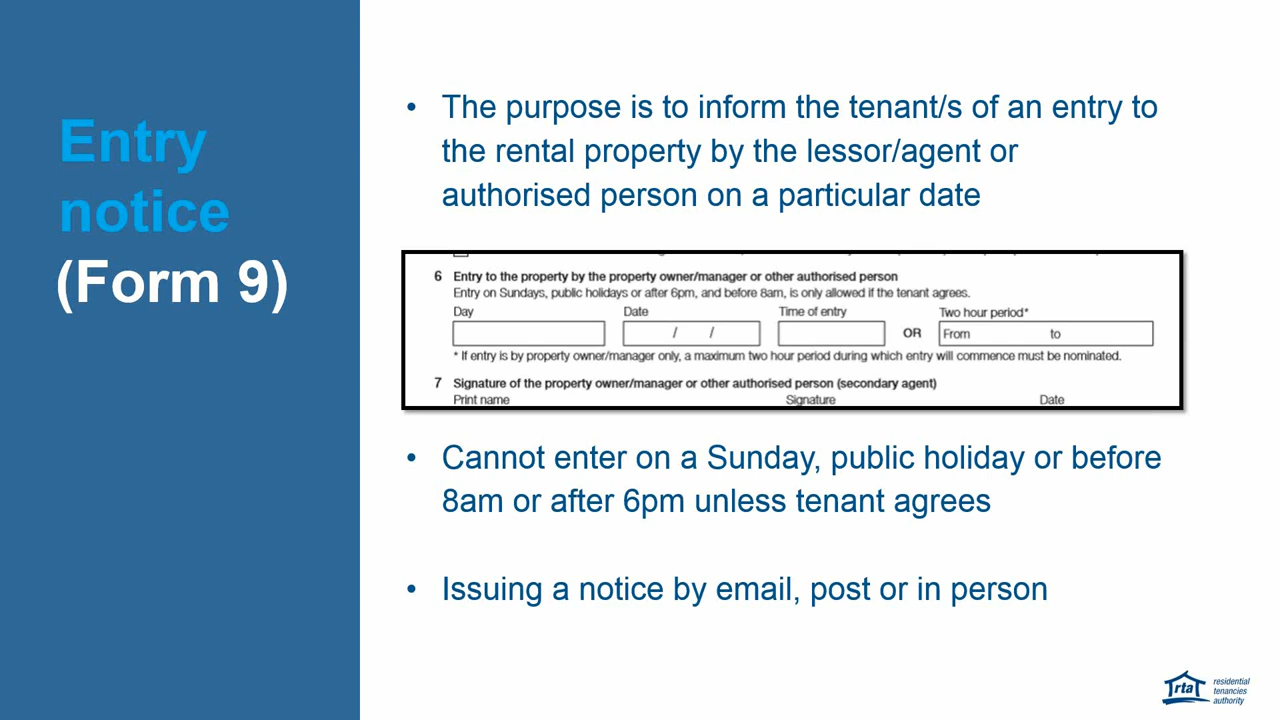 Entry
notice
(Form 9)
• The purpose is to inform the tenant/s of an entry to
the rental property by the lessor/agent or
authorised person on a particular date
6 Entry to the property by the property owner/manager or other authorised person
Entry on Sundays, public holidays or after 6pm, and before 8am, is only allowed if the tenant agrees.
Day Date Time of entry Two hour period*
/ / OR From to
* If entry is by property owner/manager only, a maximum two hour period during which entry will commence must be nominated.
7 Signature of the property owner/manager or other authorised person (secondary agent)
Print name Signature Date
• Cannot enter on a Sunday, public holiday or before
8am or after 6pm unless tenant agrees
• Issuing a notice by email, post or in person
rta residential
tenancies
authority